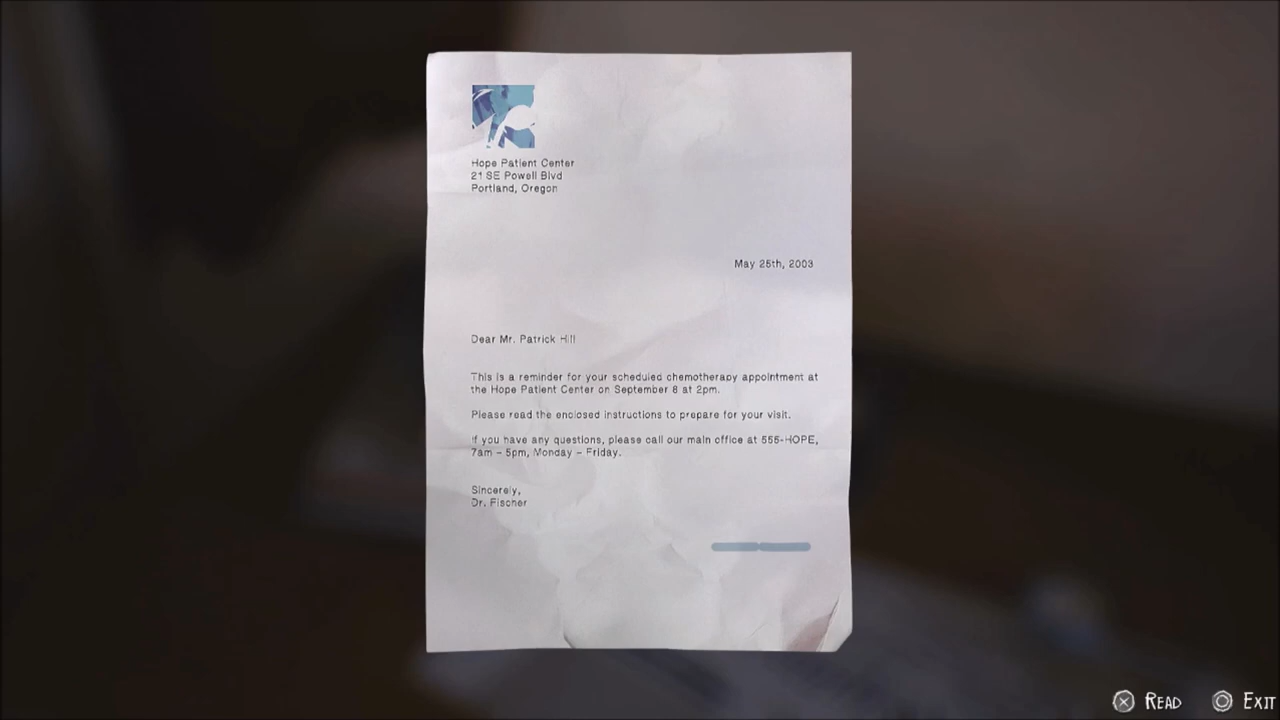 Hope Patient Center
21 SE Powell Blvd
Portland, Oregon
May 25th, 2003
Dear Mr. Patrick Hill
This is a reminder for your scheduled chemotherapy appointment at
the Hope Patient Center on September 8 at 2pm.
Please read the enclosed instructions to prepare for your visit.
If you have any questions, please call our main office at 555-HOPE,
7am – 5pm, Monday – Friday.
Sincerely,
Dr. Fischer
READ
EXIT